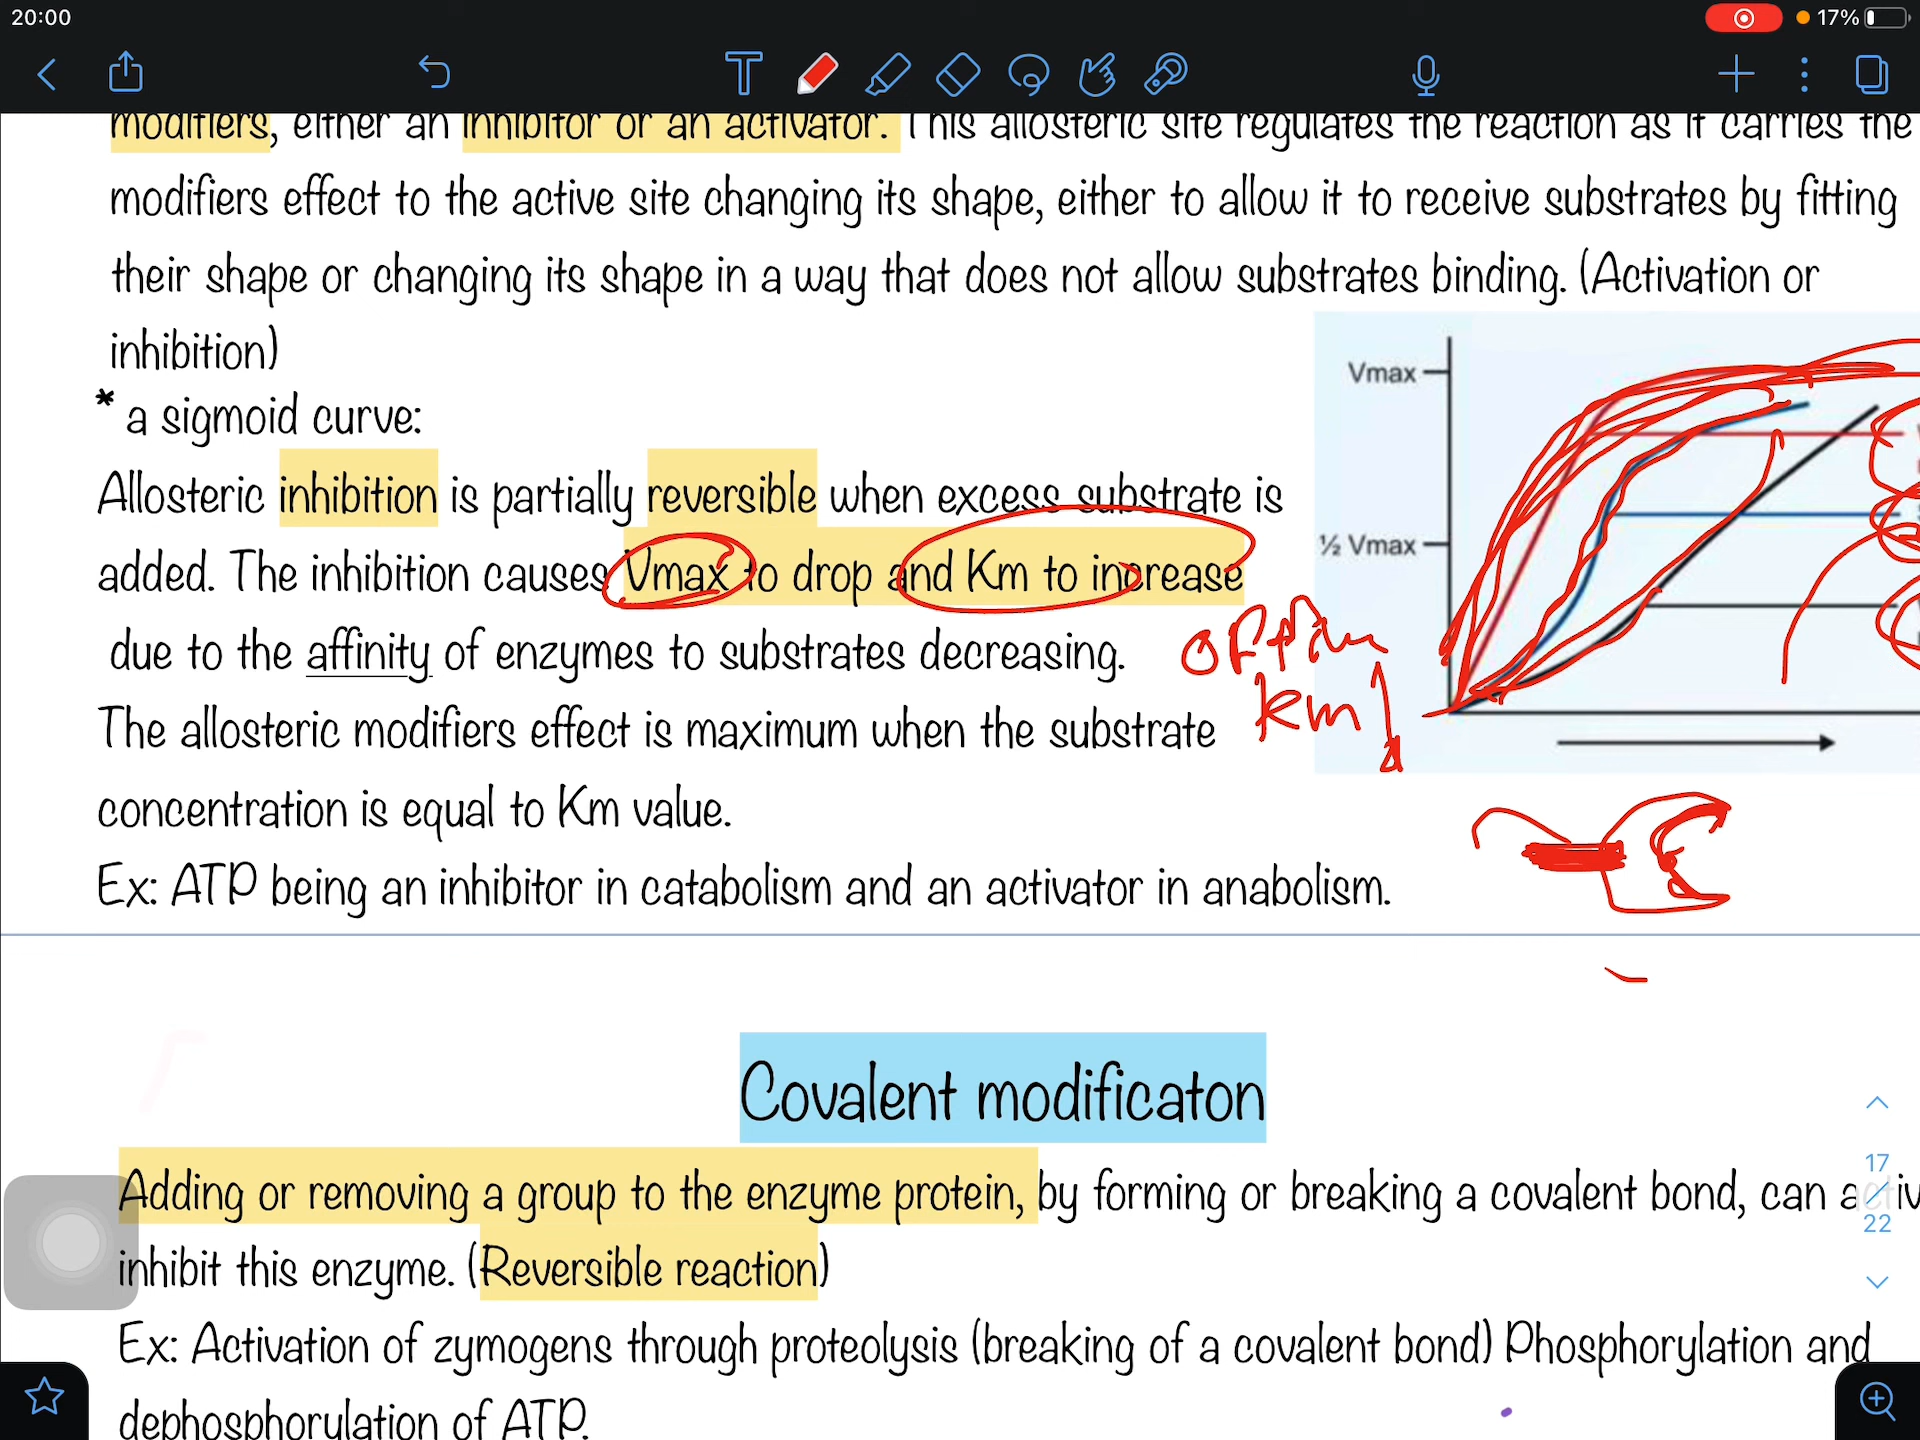 20:00
17%
modifiers, either an inhibitor or an activator. This allosteric site regulates the reaction as it carries the
modifiers effect to the active site changing its shape, either to allow it to receive substrates by fitting
their shape or changing its shape in a way that does not allow substrates binding. (Activation or
inhibition)
* a sigmoid curve:
Allosteric inhibition is partially reversible when excess substrate is
added. The inhibition causes Vmax to drop and Km to increase
due to the affinity of enzymes to substrates decreasing.
The allosteric modifiers effect is maximum when the substrate
concentration is equal to Km value.
Ex: ATP being an inhibitor in catabolism and an activator in anabolism.
Vmax
½ Vmax
km
Covalent modificaton
Adding or removing a group to the enzyme protein, by forming or breaking a covalent bond, can activ
inhibit this enzyme. (Reversible reaction)
Ex: Activation of zymogens through proteolysis (breaking of a covalent bond) Phosphorylation and
dephosphorylation of ATP.
17
22